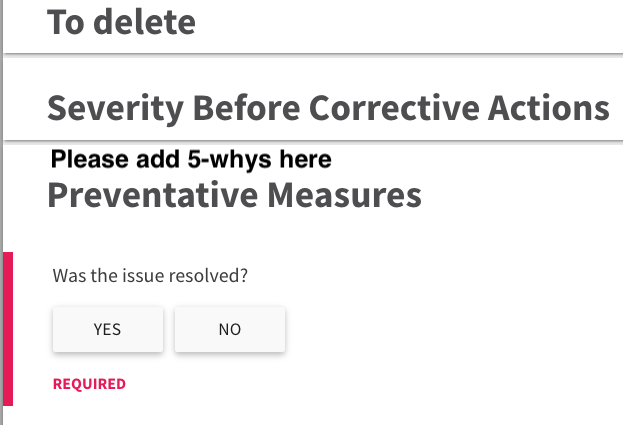 To delete
Severity Before Corrective Actions
Please add 5-whys here
Preventative Measures
Was the issue resolved?
YES NO
REQUIRED